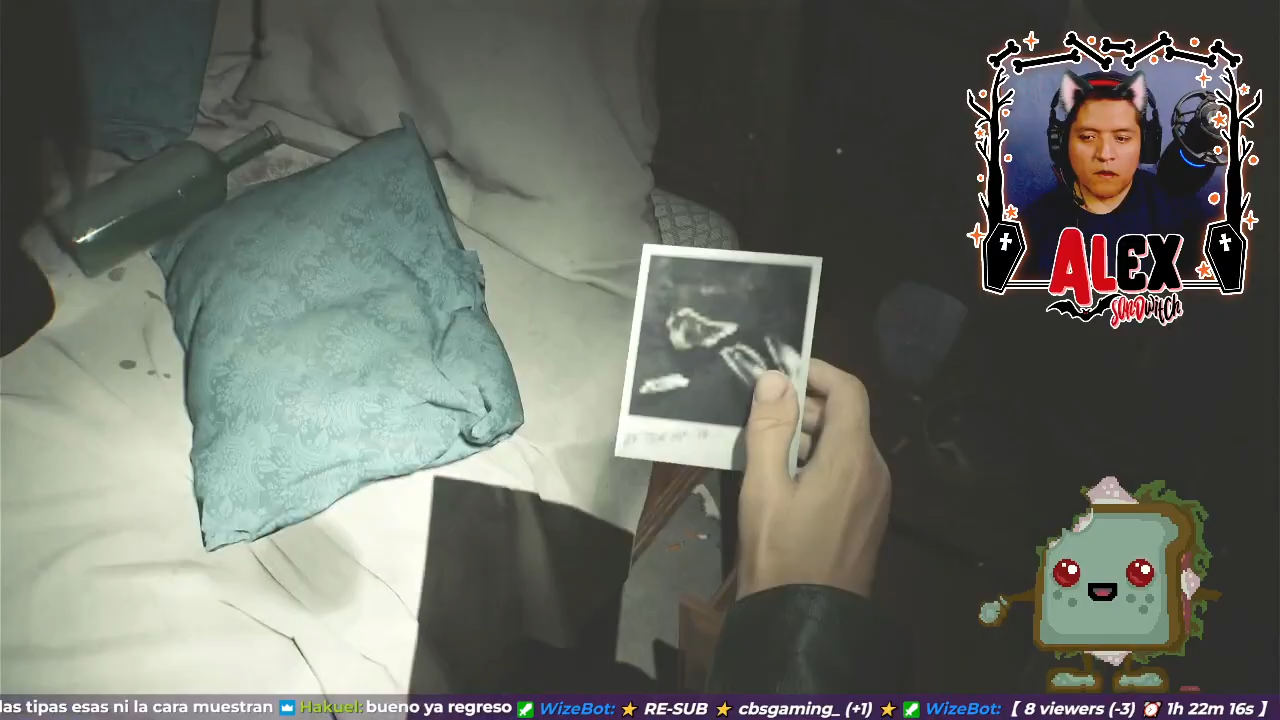 ALEX
SANDwitch
las tipas esas ni la cara muestran Hakuel: bueno ya regreso WizeBot: RE-SUB cbsgaming_ (+1) WizeBot: [ 8 viewers (-3) 1h 22m 16s ]